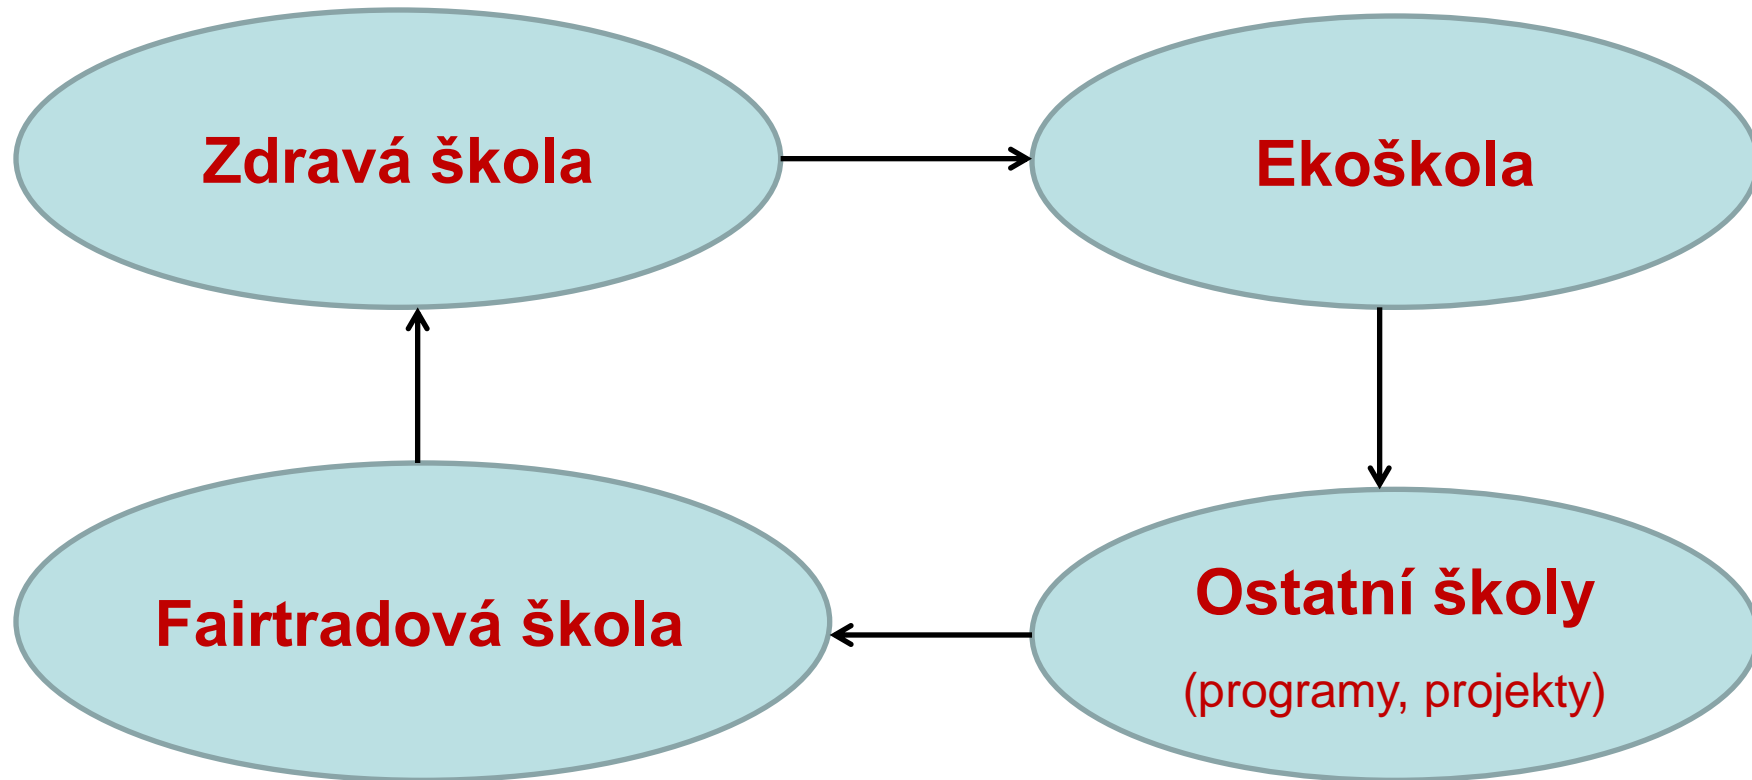 Zdravá škola
Ekoškola
Fairtradová škola
Ostatní školy
(programy, projekty)